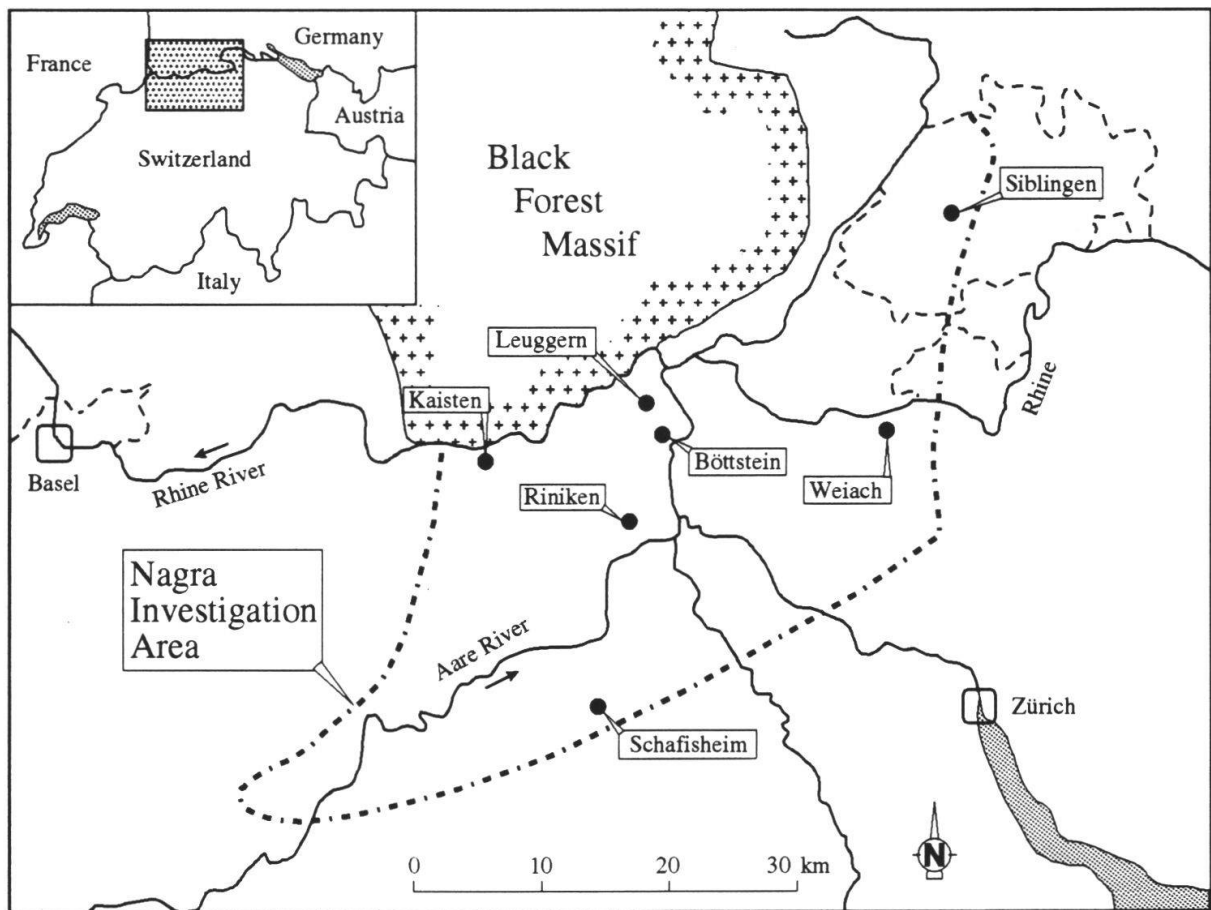 France
Germany
Austria
Switzerland
Italy
Black
Forest
Massif
Siblingen
Leuggern
Kaisten
Rhine
Basel
Rhine River
Böttstein
Weiach
Riniken
Nagra
Investigation
Area
Aare River
Schafisheim
Zürich
N
0 10 20 30 km